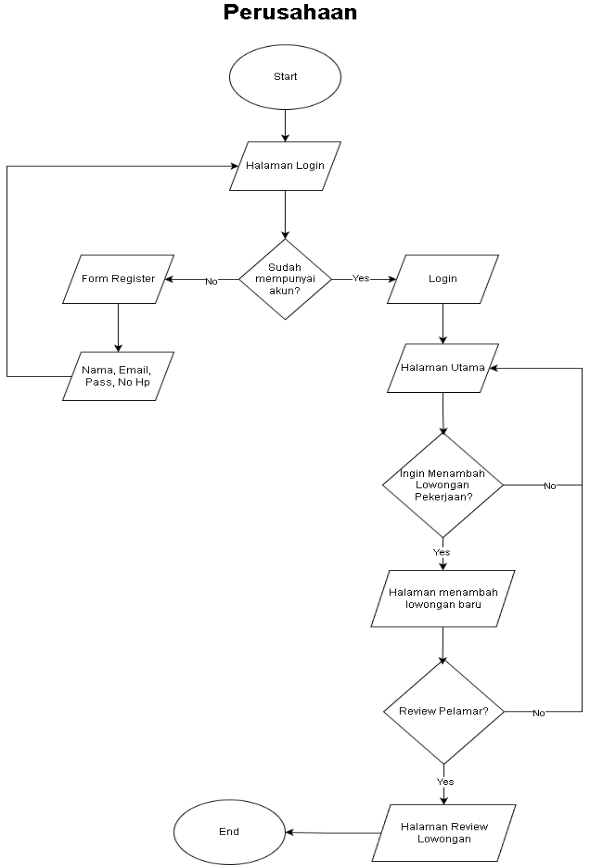 Perusahaan
Start
Halaman Login
Sudah
mempunyai
akun?
No
Yes
Form Register
Login
Nama, Email,
Pass, No Hp
Halaman Utama
Ingin Menambah
Lowongan
Pekerjaan?
No
Yes
Halaman menambah
lowongan baru
Review Pelamar?
No
Yes
Halaman Review
Lowongan
End